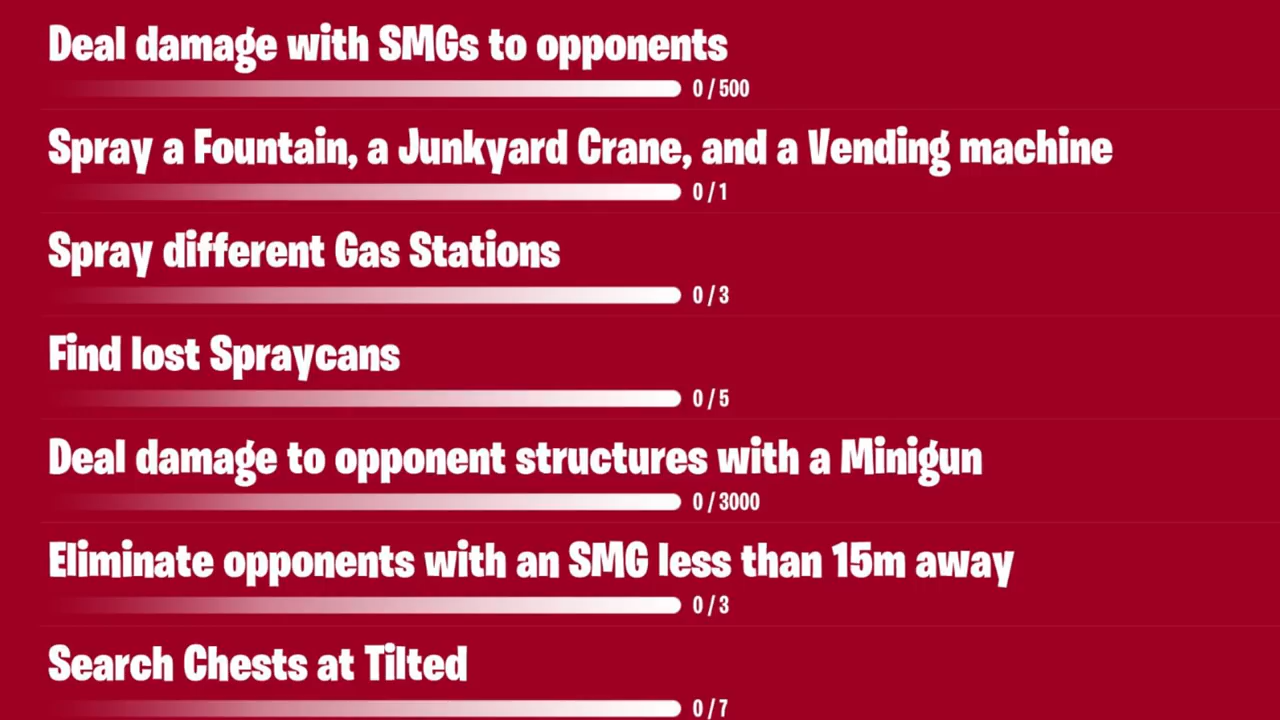 Deal damage with SMGs to opponents
0 / 500
Spray a Fountain, a Junkyard Crane, and a Vending machine
0 / 1
Spray different Gas Stations
0 / 3
Find lost Spraycans
0 / 5
Deal damage to opponent structures with a Minigun
0 / 3000
Eliminate opponents with an SMG less than 15m away
0 / 3
Search Chests at Tilted
0 / 7